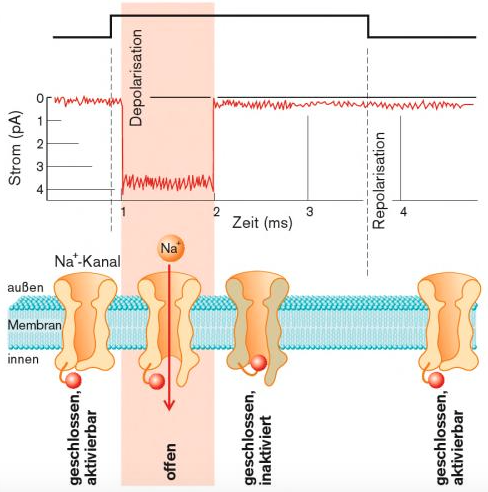 Depolarisation
Strom (pA)
0
1
2
3
4
1
2
3
4
Zeit (ms)
Repolarisation
Na⁺
Na⁺-Kanal
außen
Membran
innen
geschlossen,
aktivierbar
offen
geschlossen,
inaktiviert
geschlossen,
aktivierbar